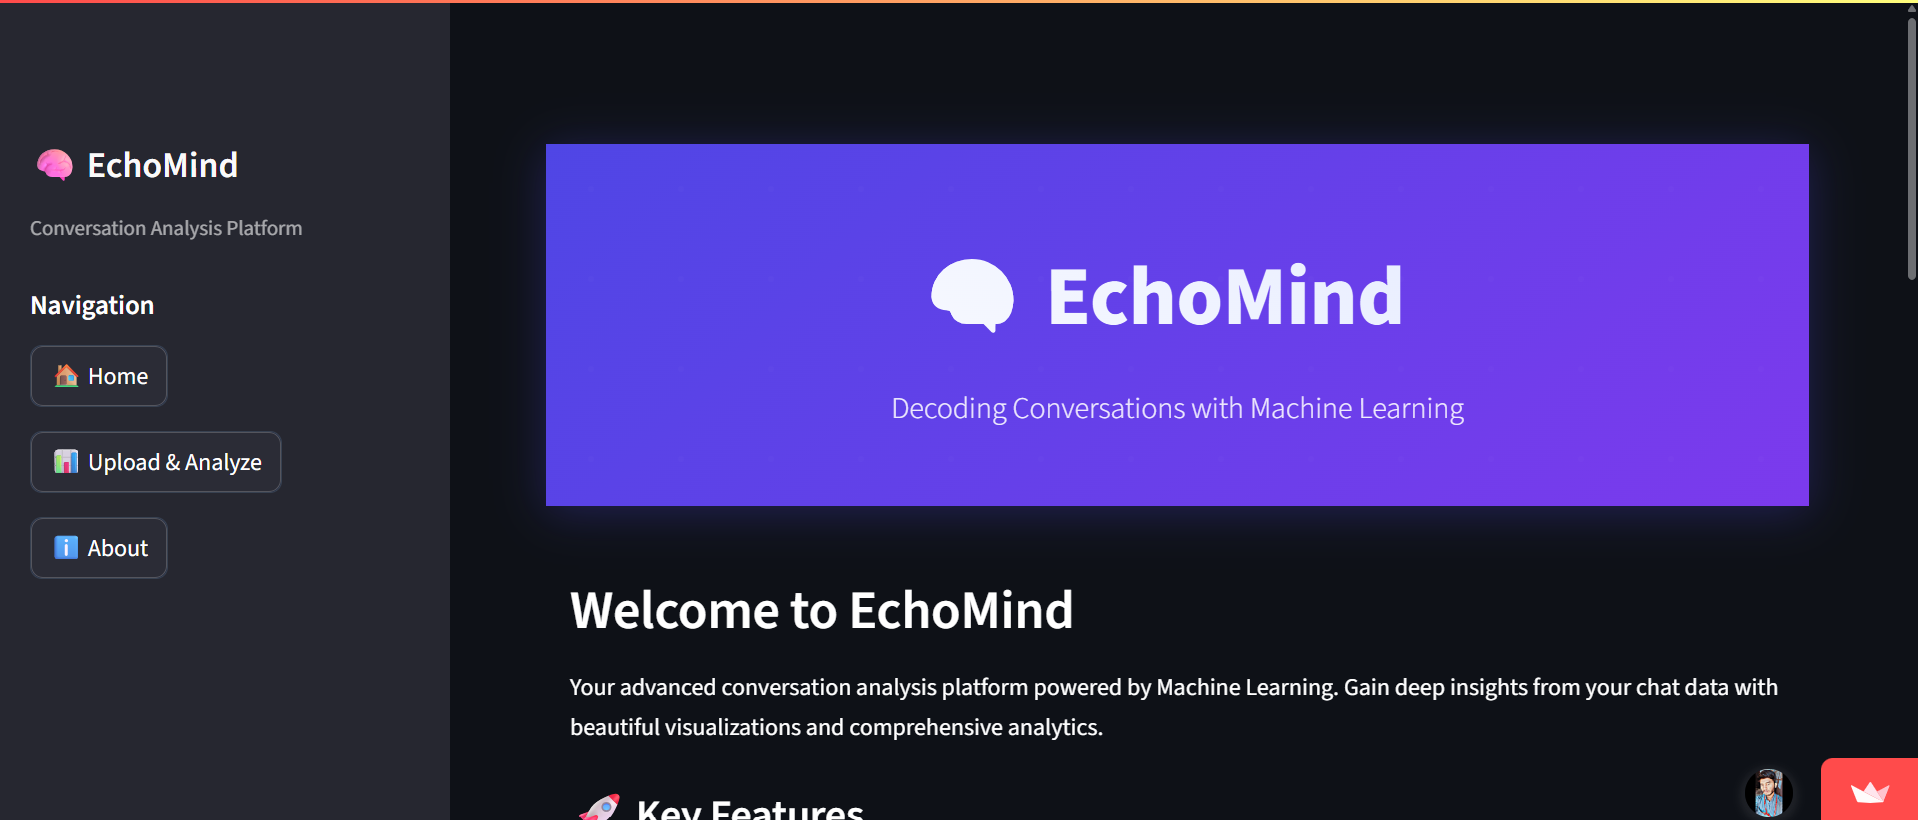 EchoMind
Conversation Analysis Platform
Navigation
Home
Upload & Analyze
About
EchoMind
Decoding Conversations with Machine Learning
Welcome to EchoMind
Your advanced conversation analysis platform powered by Machine Learning. Gain deep insights from your chat data with
beautiful visualizations and comprehensive analytics.
Key Features